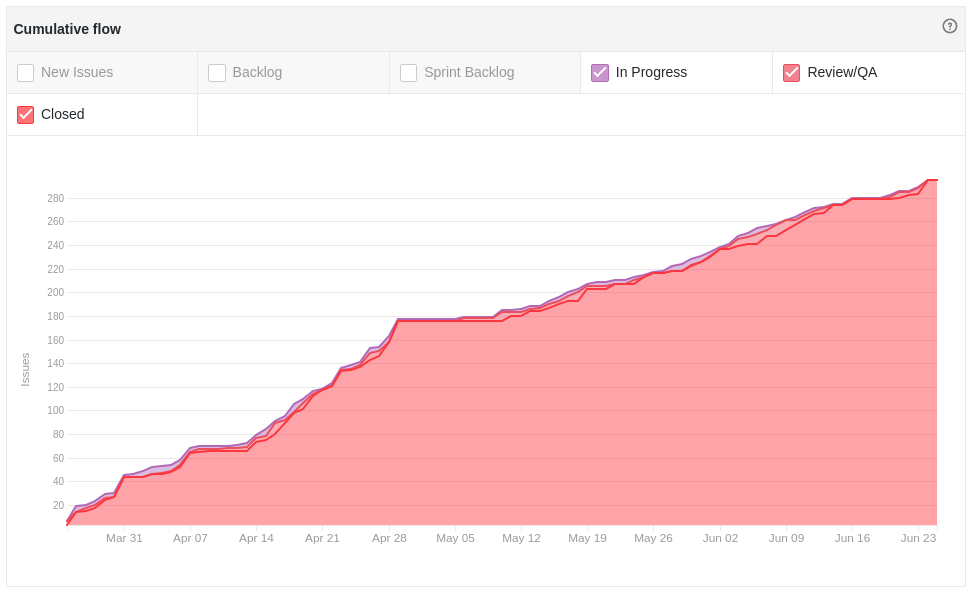 Cumulative flow
?
New Issues
Backlog
Sprint Backlog
In Progress
Review/QA
Closed
Issues
280
260
240
220
200
180
160
140
120
100
80
60
40
20
Mar 31
Apr 07
Apr 14
Apr 21
Apr 28
May 05
May 12
May 19
May 26
Jun 02
Jun 09
Jun 16
Jun 23